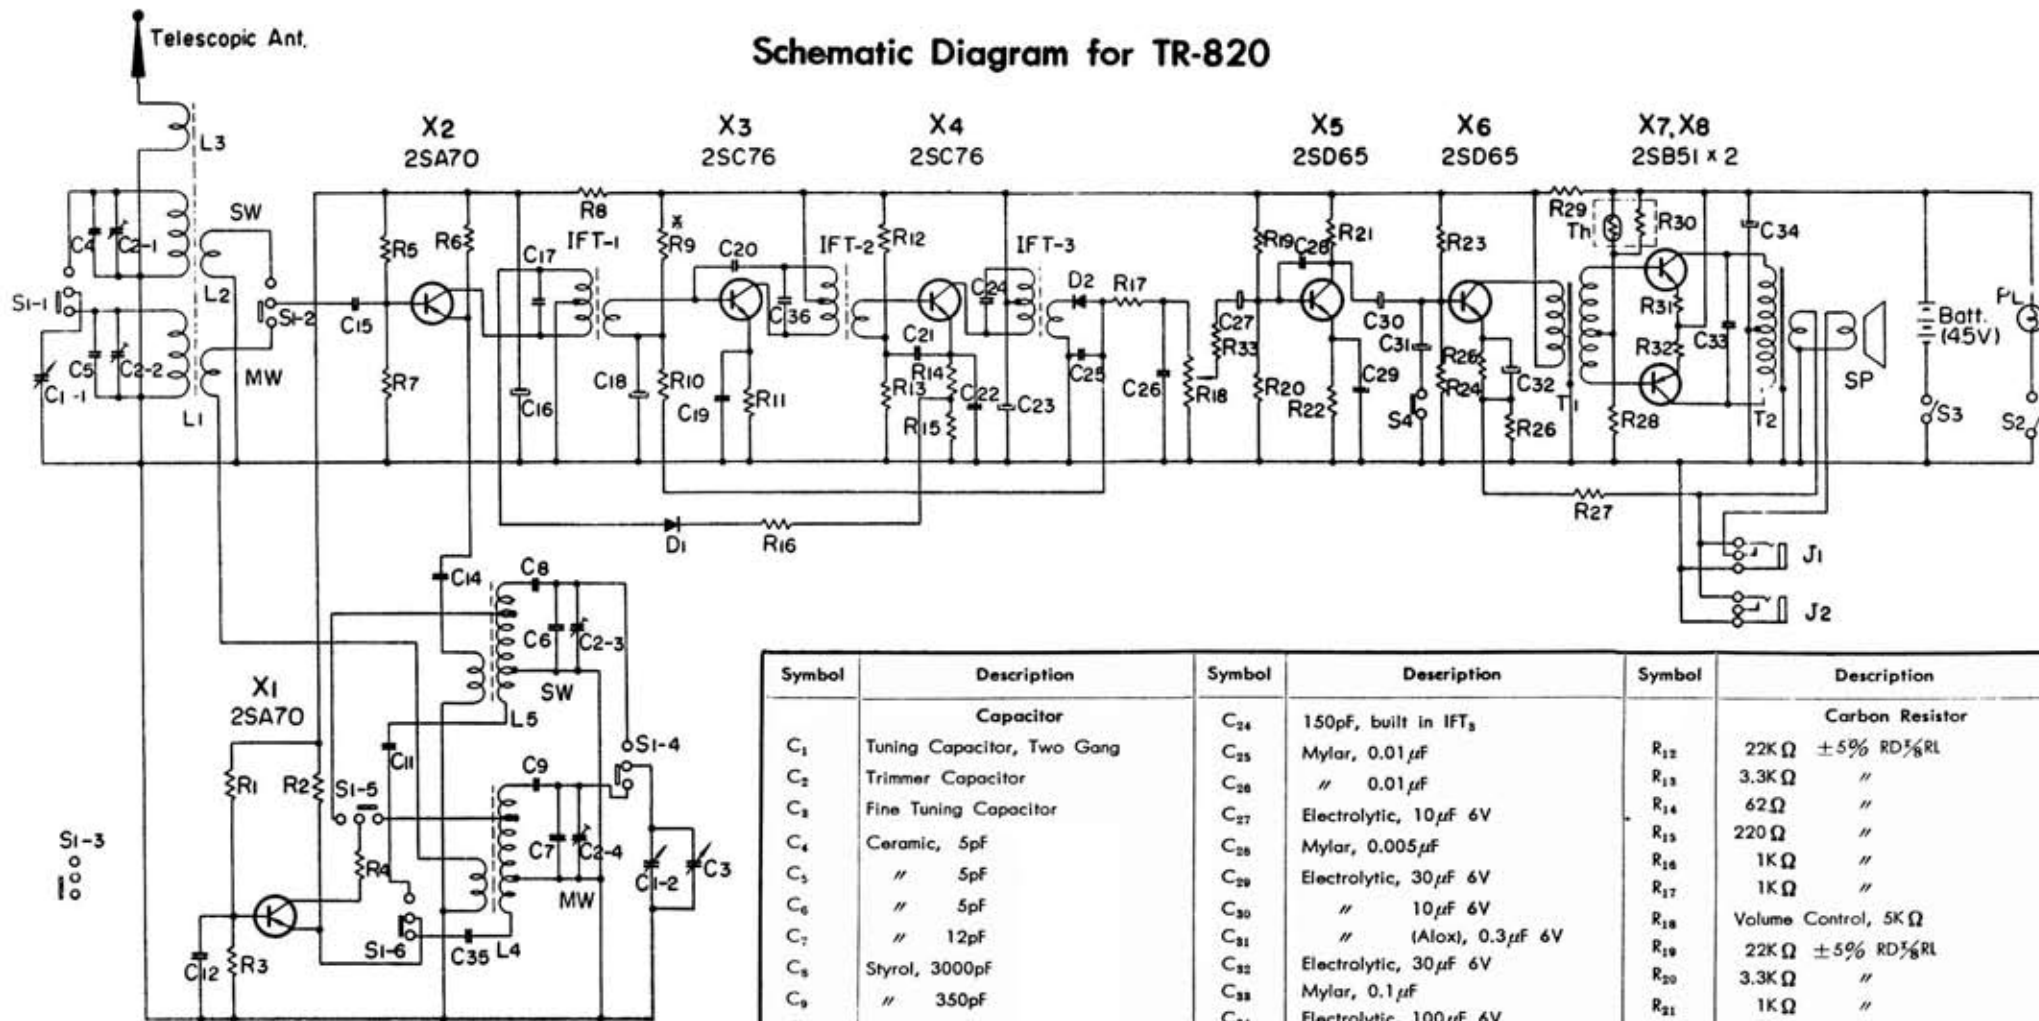 Schematic Diagram for TR-820
Telescopic Ant.
X2
2SA70
X3
2SC76
X4
2SC76
X5
2SD65
X6
2SD65
X7, X8
2SB51 x 2
L3
SW
C4
C2-1
L2
S1-1
S1-2
C5
C2-2
MW
C1-1
L1
C15
R5
R6
R7
C17
IFT-1
R8
C16
C18
*
R9
R10
C20
C19
R11
C36
IFT-2
R12
C21
R13
R14
R15
C22
C24
IFT-3
C23
D2
R17
C25
C26
R18
C27
R33
R19
C28
R21
R20
R22
C29
C30
C31
S4
R23
R25
R24
C32
R26
T1
R29
Th
R30
R31
R32
R28
C33
C34
T2
SP
Batt.
(4.5V)
S3
PL
S2
R27
D1
R16
J1
J2
C14
C8
C6
C2-3
SW
L5
X1
2SA70
C11
R1
R2
S1-5
C9
S1-4
C7
C2-4
MW
C1-2
C3
R4
S1-3
C12
R3
S1-6
C35
L4
Symbol Description Symbol Description Symbol Description
Capacitor C24 150pF, built in IFT3 Carbon Resistor
C1 Tuning Capacitor, Two Gang C25 Mylar, 0.01μF R12 22KΩ ±5% RD⅛RL
C2 Trimmer Capacitor C26 〃 0.01μF R13 3.3KΩ 〃
C3 Fine Tuning Capacitor C27 Electrolytic, 10μF 6V R14 62Ω 〃
C4 Ceramic, 5pF C28 Mylar, 0.005μF R15 220Ω 〃
C5 〃 5pF C29 Electrolytic, 30μF 6V R16 1KΩ 〃
C6 〃 5pF C30 〃 10μF 6V R17 1KΩ 〃
C7 〃 12pF C31 〃 (Alox), 0.3μF 6V R18 Volume Control, 5KΩ
C8 Styrol, 3000pF C32 Electrolytic, 30μF 6V R19 22KΩ ±5% RD⅛RL
C9 〃 350pF C33 Mylar, 0.1μF R20 3.3KΩ 〃
Electrolytic, 100μF 6V R21 1KΩ 〃